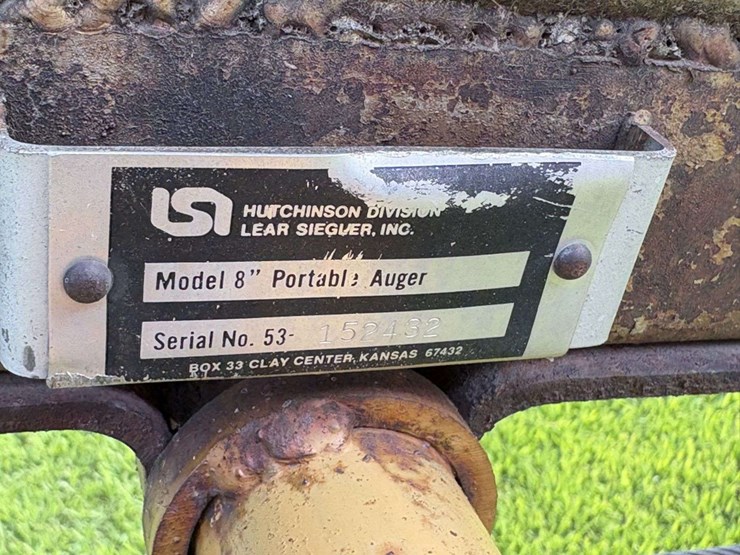 LSI
HUTCHINSON DIVISION
LEAR SIEGLER, INC.
Model 8" Portable Auger
Serial No. 53- 152432
BOX 33 CLAY CENTER, KANSAS 67432